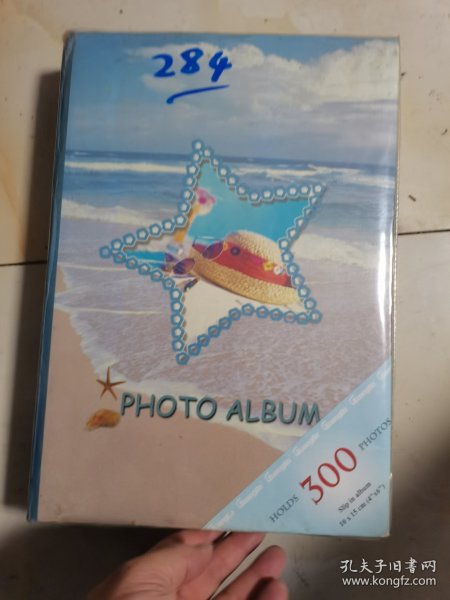 284
PHOTO ALBUM
HOLDS 300 PHOTOS
Slip in album
10 x 15 cm (4"x6")
孔夫子旧书网
www.kongfz.com